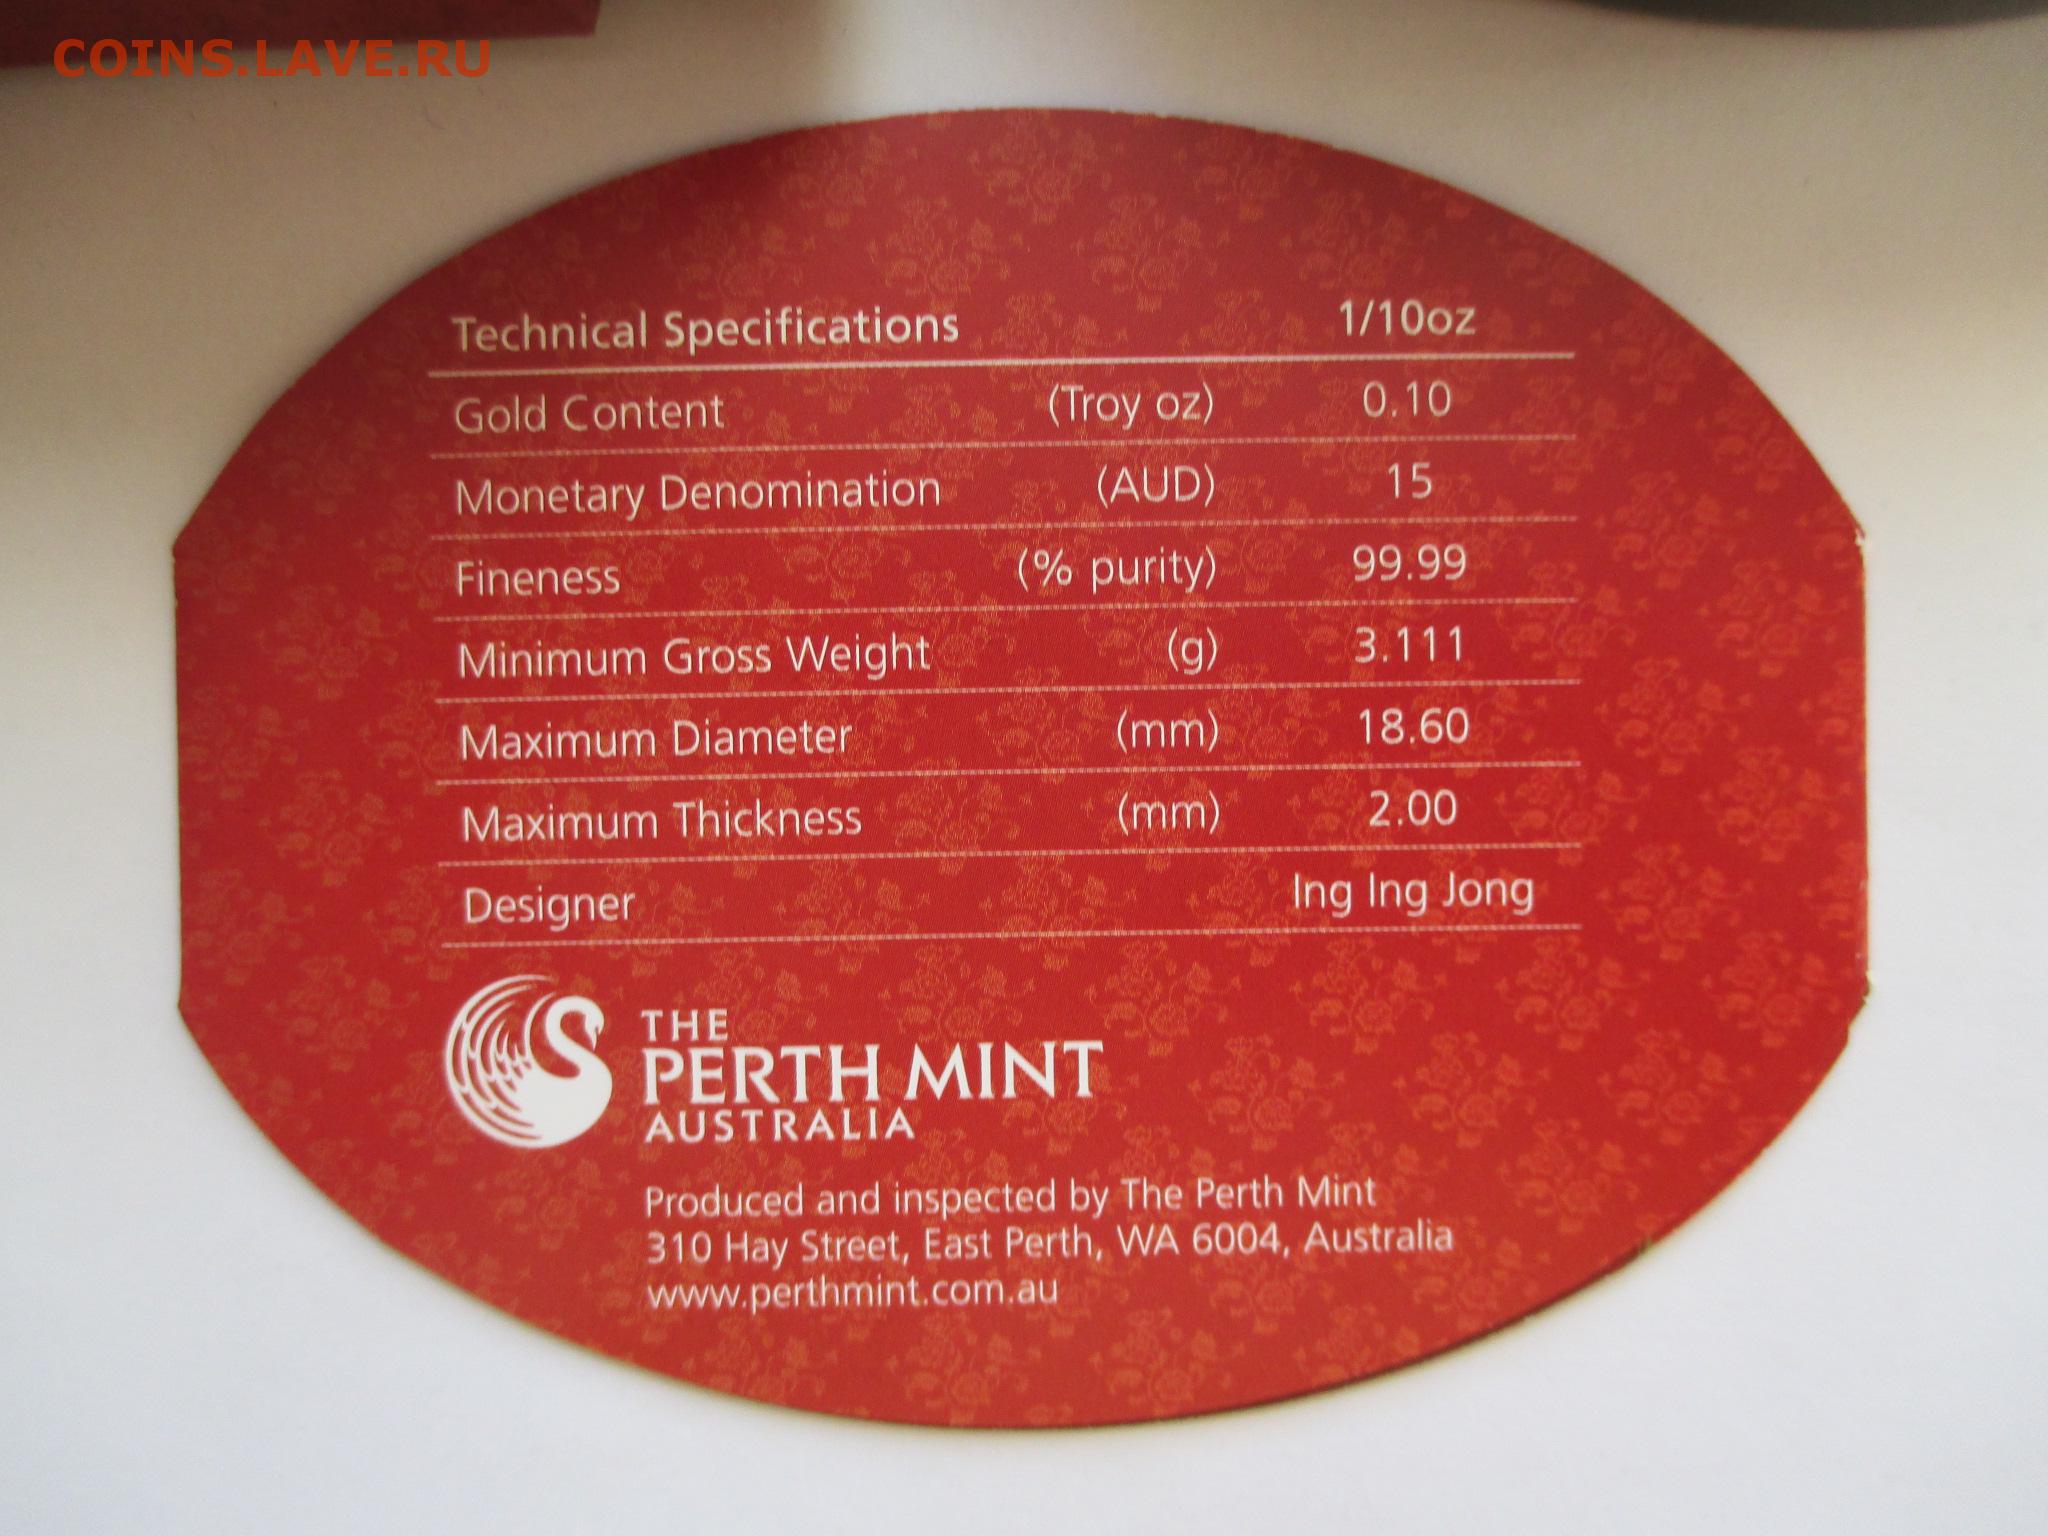 COINS.LAVE.RU
Technical Specifications 1/10oz
Gold Content (Troy oz) 0.10
Monetary Denomination (AUD) 15
Fineness (% purity) 99.99
Minimum Gross Weight (g) 3.111
Maximum Diameter (mm) 18.60
Maximum Thickness (mm) 2.00
Designer Ing Ing Jong
THE
PERTH MINT
AUSTRALIA
Produced and inspected by The Perth Mint
310 Hay Street, East Perth, WA 6004, Australia
www.perthmint.com.au